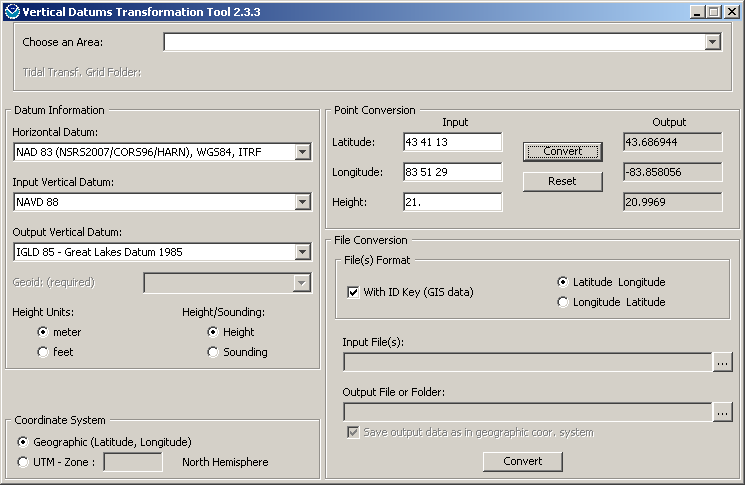 Vertical Datums Transformation Tool 2.3.3
Choose an Area:
Tidal Transf. Grid Folder:
Datum Information
Horizontal Datum:
NAD 83 (NSRS2007/CORS96/HARN), WGS84, ITRF
Input Vertical Datum:
NAVD 88
Output Vertical Datum:
IGLD 85 - Great Lakes Datum 1985
Geoid: (required)
Height Units:
Height/Sounding:
meter
Height
feet
Sounding
Coordinate System
Geographic (Latitude, Longitude)
UTM - Zone :
North Hemisphere
Point Conversion
Input
Output
Latitude:
43 41 13
Convert
43.686944
Longitude:
83 51 29
Reset
-83.858056
Height:
21.
20.9969
File Conversion
File(s) Format
With ID Key (GIS data)
Latitude Longitude
Longitude Latitude
Input File(s):
...
Output File or Folder:
...
Save output data as in geographic coor. system
Convert